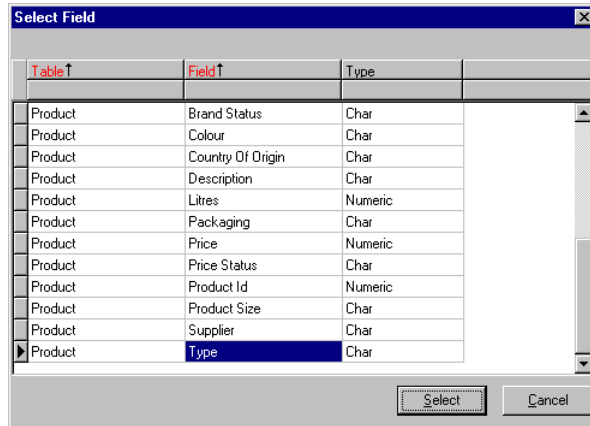 Select Field
Table Field Type
Product Brand Status Char
Product Colour Char
Product Country Of Origin Char
Product Description Char
Product Litres Numeric
Product Packaging Char
Product Price Numeric
Product Price Status Char
Product Product Id Numeric
Product Product Size Char
Product Supplier Char
Product Type Char
Select Cancel